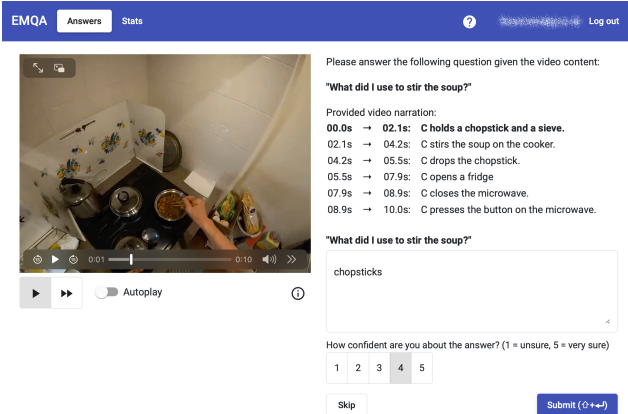 EMQA Answers Stats Log out
Please answer the following question given the video content:
"What did I use to stir the soup?"
Provided video narration:
00.0s → 02.1s: C holds a chopstick and a sieve.
02.1s → 04.2s: C stirs the soup on the cooker.
04.2s → 05.5s: C drops the chopstick.
05.5s → 07.9s: C opens a fridge
07.9s → 08.9s: C closes the microwave.
08.9s → 10.0s: C presses the button on the microwave.
0:01 0:10
Autoplay
"What did I use to stir the soup?"
chopsticks
How confident are you about the answer? (1 = unsure, 5 = very sure)
1 2 3 4 5
Skip Submit (⇧+↵)